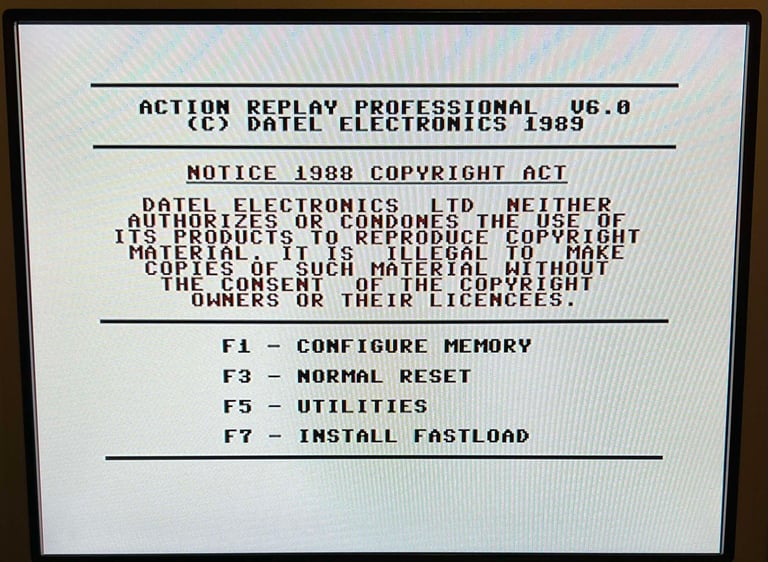 ACTION REPLAY PROFESSIONAL V6.0
(C) DATEL ELECTRONICS 1989
NOTICE 1988 COPYRIGHT ACT
DATEL ELECTRONICS LTD NEITHER
AUTHORIZES OR CONDONES THE USE OF
ITS PRODUCTS TO REPRODUCE COPYRIGHT
MATERIAL. IT IS ILLEGAL TO MAKE
COPIES OF SUCH MATERIAL WITHOUT
THE CONSENT OF THE COPYRIGHT
OWNERS OR THEIR LICENCEES.
F1 - CONFIGURE MEMORY
F3 - NORMAL RESET
F5 - UTILITIES
F7 - INSTALL FASTLOAD